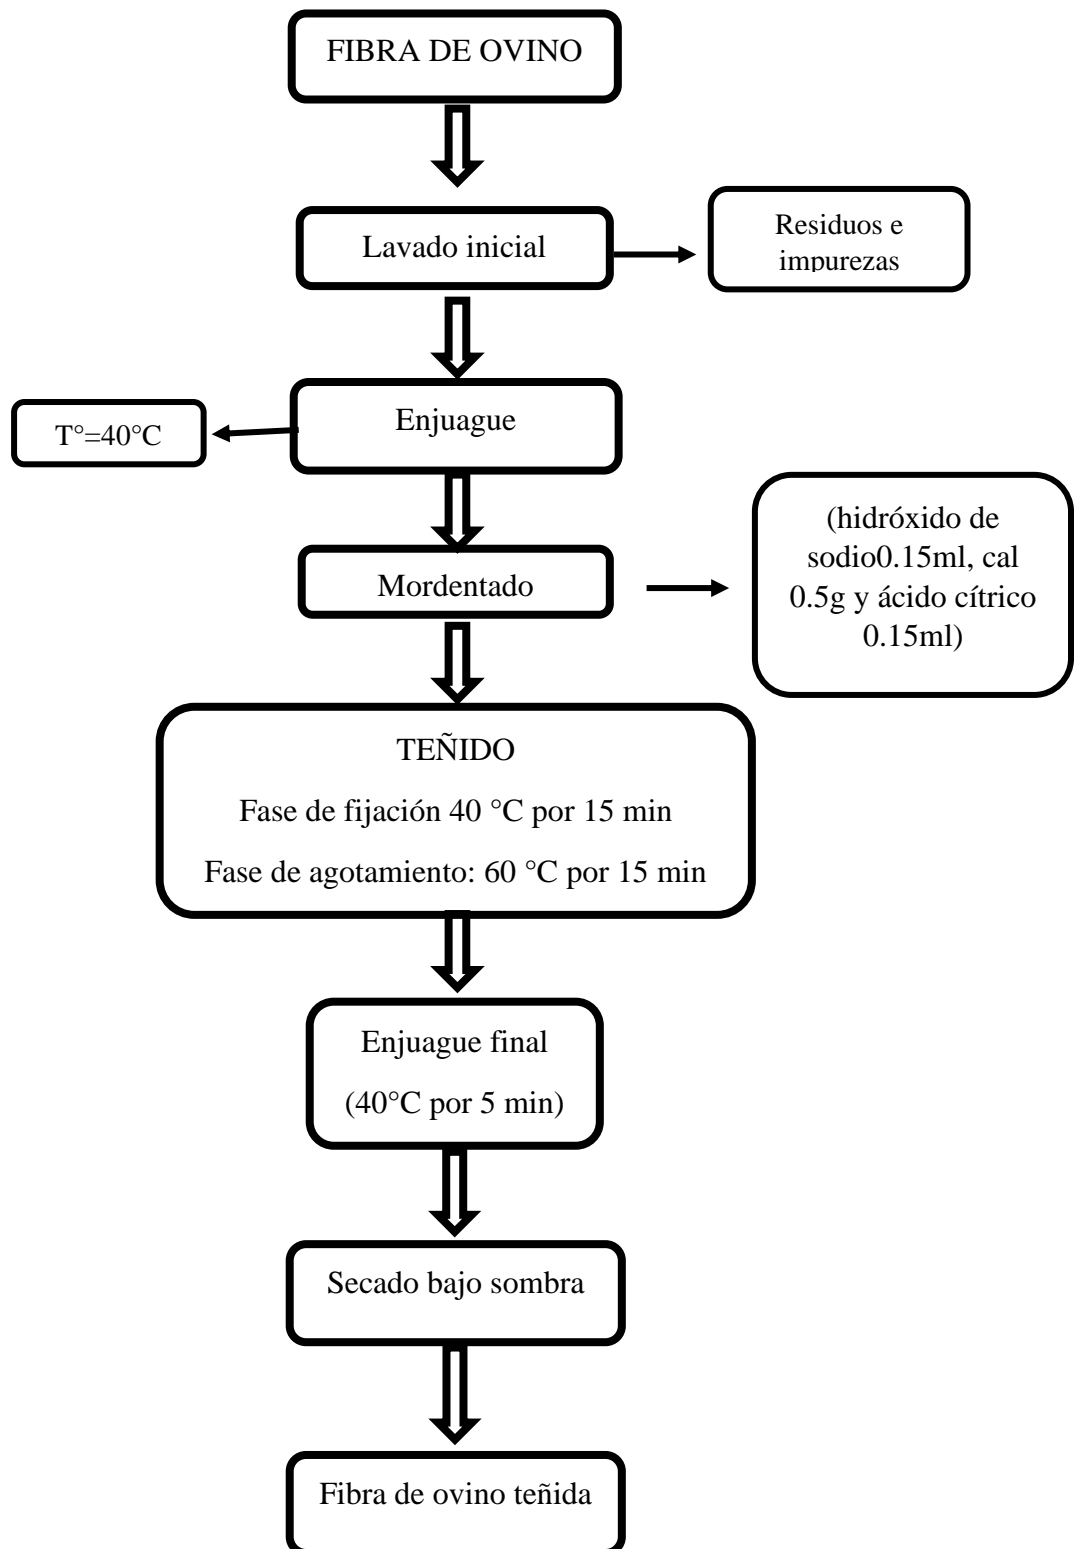 FIBRA DE OVINO
Lavado inicial
Residuos e
impurezas
Enjuague
T°=40°C
Mordentado
(hidróxido de
sodio0.15ml, cal
0.5g y ácido cítrico
0.15ml)
TEÑIDO
Fase de fijación 40 °C por 15 min
Fase de agotamiento: 60 °C por 15 min
Enjuague final
(40°C por 5 min)
Secado bajo sombra
Fibra de ovino teñida